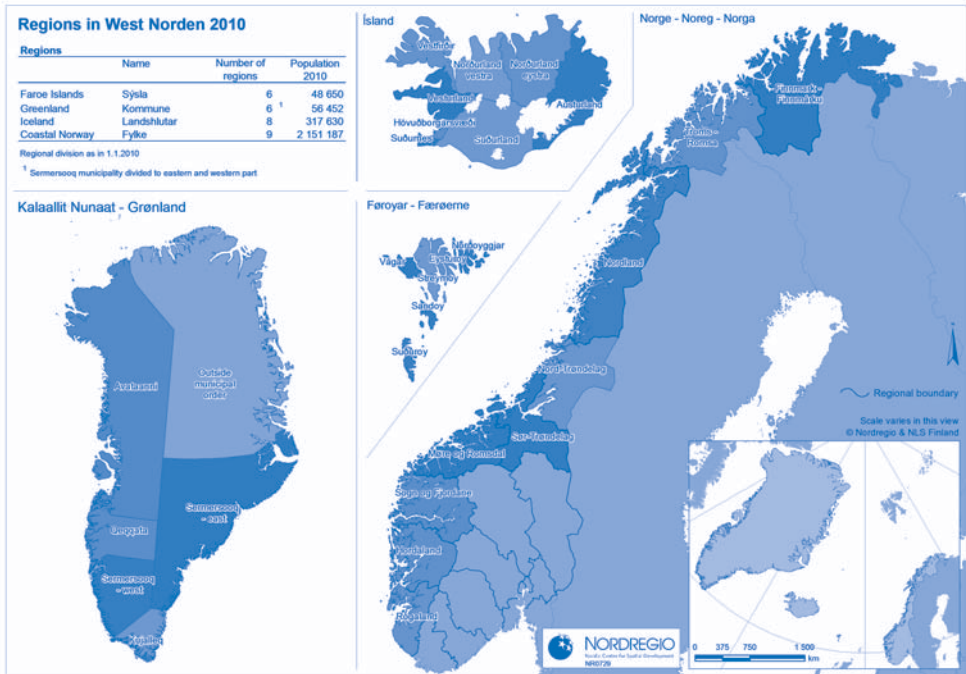 Regions in West Norden 2010
Regions
Name Number of regions Population 2010
Faroe Islands Sýsla 6 48 650
Greenland Kommune 6 1 56 452
Iceland Landshlutar 8 317 630
Coastal Norway Fylke 9 2 151 187
Regional division as in 1.1.2010
1 Sermersooq municipality divided to eastern and western part
Ísland
Vestfirðir
Norðurland
vestra
Norðurland
eystra
Vesturland
Austurland
Höfuðborgarsvæði
Suðurnes
Suðurland
Norge - Noreg - Norga
Finnmark -
Finnmárku
Troms -
Romsa
Nordland
Nord-Trøndelag
Sør-Trøndelag
Møre og Romsdal
Sogn og Fjordane
Hordaland
Rogaland
Kalaallit Nunaat - Grønland
Outside
municipal
order
Avataanni
Sermersooq
- east
Qeqqata
Sermersooq
- west
Kujalleq
Føroyar - Færøerne
Norðoyggjar
Eysturoy
Vágar
Streymoy
Sandoy
Suðuroy
Regional boundary
Scale varies in this view
© Nordregio & NLS Finland
NORDREGIO
Nordic Centre for Spatial Development
NR0729
0 375 750 1 500
km